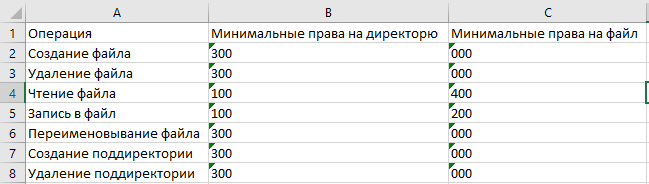 A B C
1 Операция Минимальные права на директорю Минимальные права на файл
2 Создание файла 300 000
3 Удаление файла 300 000
4 Чтение файла 100 400
5 Запись в файл 100 200
6 Переименовывание файла 300 000
7 Создание поддиректории 300 000
8 Удаление поддиректории 300 000